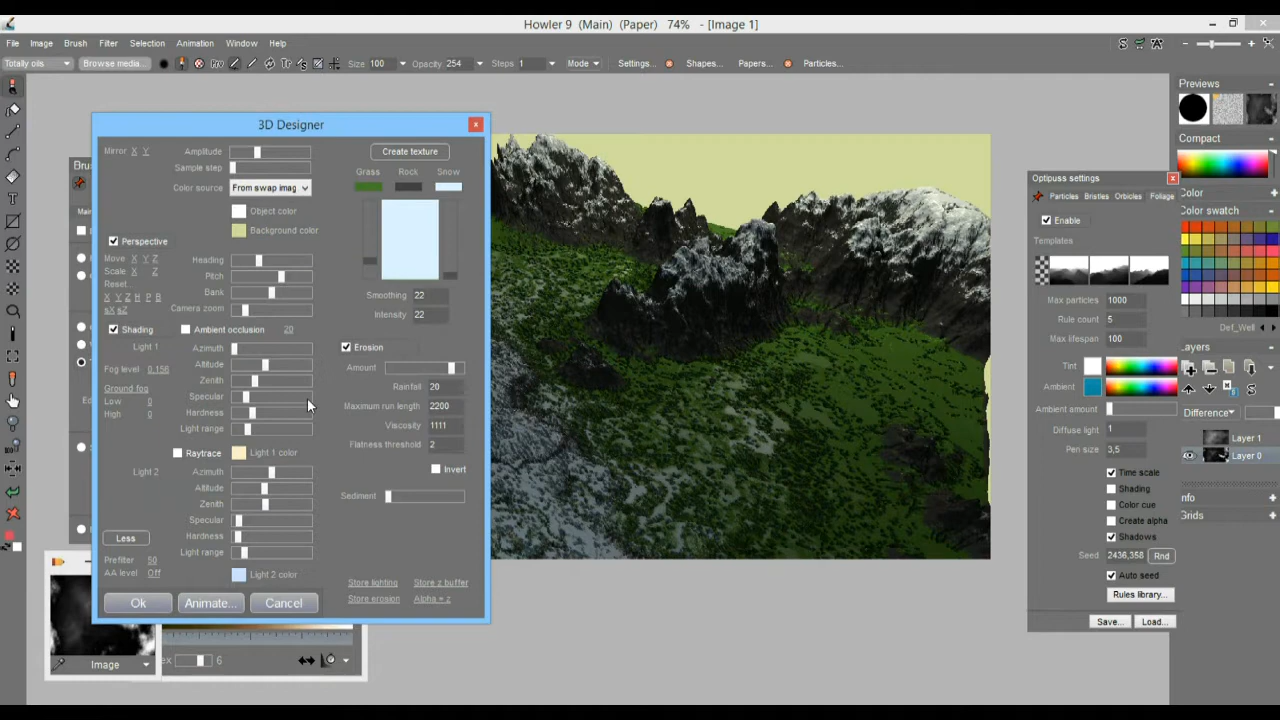 Howler 9 (Main) (Paper) 74% - [Image 1]
File Image Brush Filter Selection Animation Window Help
Totally oils Browse media... Size 100 Opacity 254 Steps 1 Mode Settings... Shapes... Papers... Particles...
Previews
Compact
Color
Color swatch
Def_Well
Layers
Difference
Layer 1
Layer 0
Grids
3D Designer
Mirror X Y Amplitude
Sample step
Color source From swap imag
Object color
Background color
Perspective
Move X Y Z
Scale X Z
Reset..
X Y Z H P B
aX aZ
Heading
Pitch
Bank
Camera zoom
Shading Ambient occlusion 20
Light 1 Azimuth
Altitude
Fog level 0,156
Zenith
Ground fog
Low 0
High 0
Specular
Hardness
Light range
Raytrace Light 1 color
Light 2 Azimuth
Altitude
Zenith
Specular
Hardness
Light range
Less
Prefilter 50
AA level Off
Light 2 color
Ok Animate... Cancel
Create texture
Grass Rock Snow
Smoothing 22
Intensity 22
Erosion
Amount
Rainfall 20
Maximum run length 2200
Viscosity 1111
Flatness threshold 2
Invert
Sediment
Store lighting Store z buffer
Store erosion Alpha = z
Image
6
Optipuss settings
Particles Bristles Orbicles Foliage
Enable
Templates
Max particles 1000
Rule count 5
Max lifespan 100
Tint
Ambient
Ambient amount
Diffuse light 1
Pen size 3,5
Time scale
Shading
Color cue
Create alpha
Shadows
Seed 2436,358 Rnd
Auto seed
Rules library...
Save... Load...